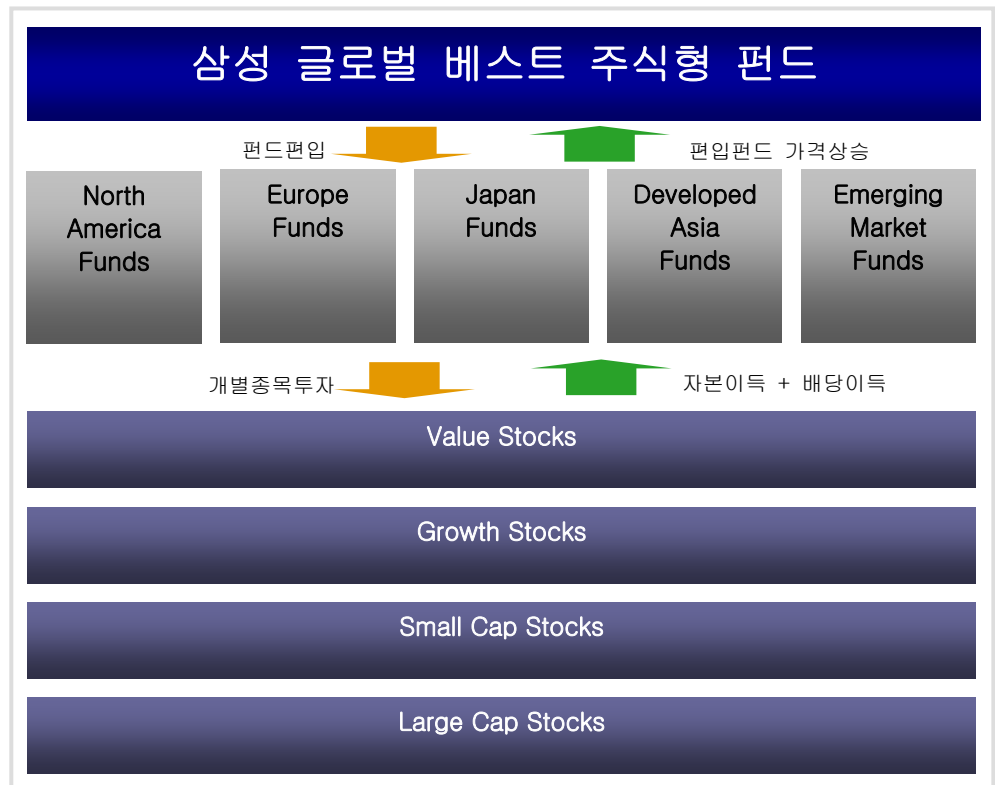 삼성 글로벌 베스트 주식형 펀드
펀드편입
편입펀드 가격상승
North
America
Funds
Europe
Funds
Japan
Funds
Developed
Asia
Funds
Emerging
Market
Funds
개별종목투자
자본이득 + 배당이득
Value Stocks
Growth Stocks
Small Cap Stocks
Large Cap Stocks